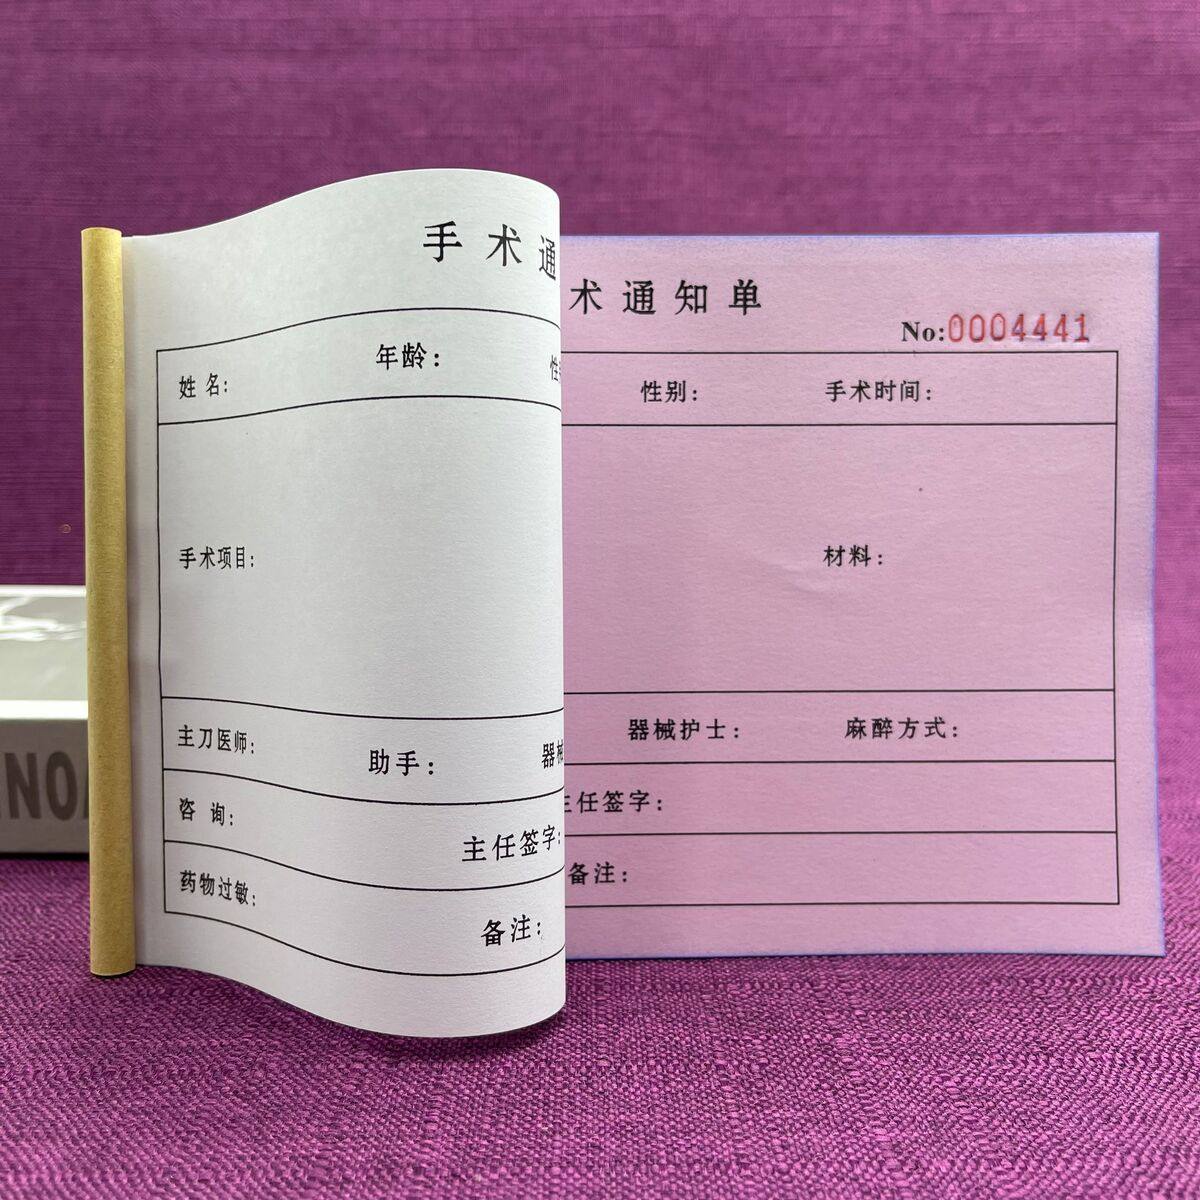 手术通
年龄:
姓名:
手术项目:
主刀医师:
助手:
咨询:
主任签字:
药物过敏:
备注:
术通知单
No:0004441
性别:
手术时间:
材料:
器械护士:
麻醉方式:
主任签字:
备注: